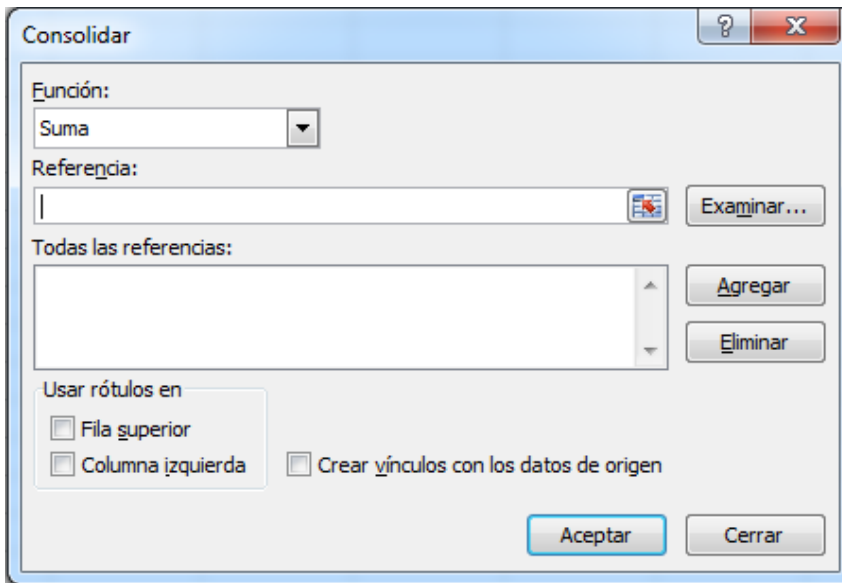 Consolidar
Función:
Suma
Referencia:
Examinar...
Todas las referencias:
Agregar
Eliminar
Usar rótulos en
Fila superior
Columna izquierda
Crear vínculos con los datos de origen
Aceptar
Cerrar